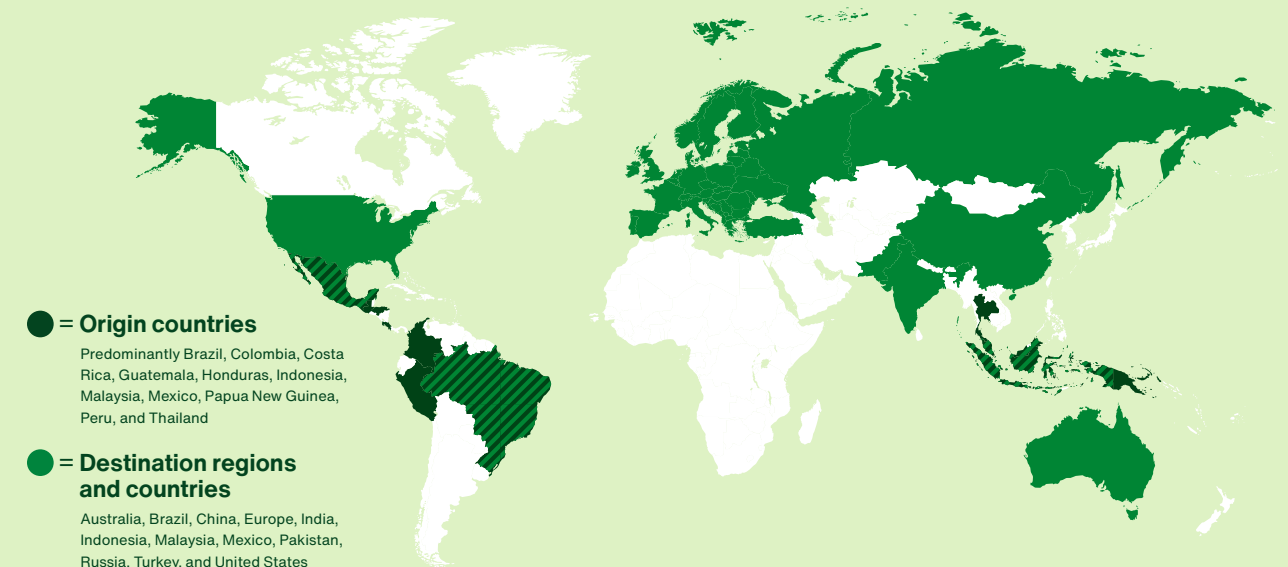 = Origin countries
Predominantly Brazil, Colombia, Costa
Rica, Guatemala, Honduras, Indonesia,
Malaysia, Mexico, Papua New Guinea,
Peru, and Thailand
= Destination regions
and countries
Australia, Brazil, China, Europe, India,
Indonesia, Malaysia, Mexico, Pakistan,
Russia, Turkey, and United States